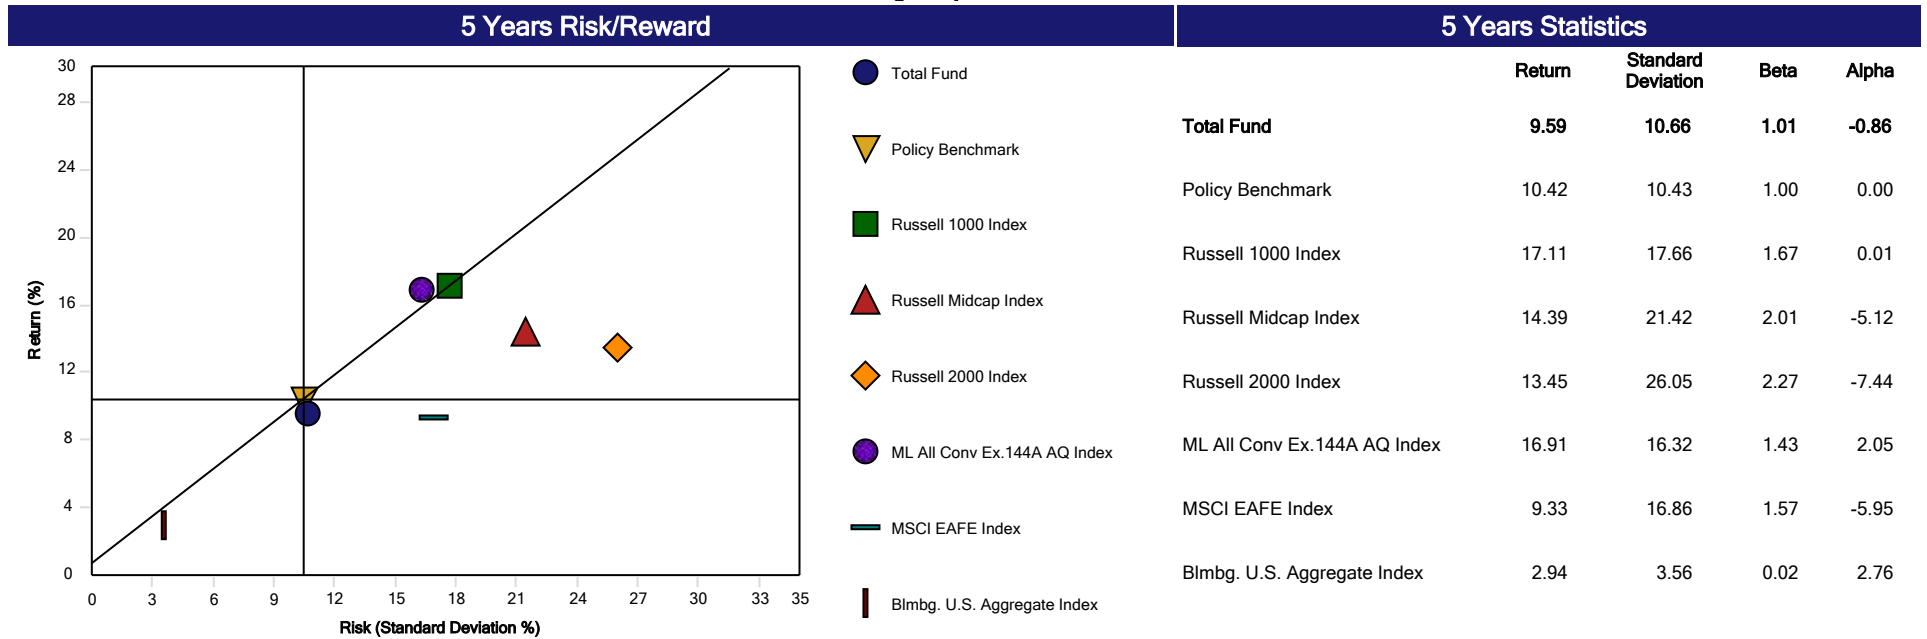 5 Years Risk/Reward
30
28
24
20
16
12
8
4
0
Return (%)
0 3 6 9 12 15 18 21 24 27 30 33 35
Risk (Standard Deviation %)
Total Fund
Policy Benchmark
Russell 1000 Index
Russell Midcap Index
Russell 2000 Index
ML All Conv Ex.144A AQ Index
MSCI EAFE Index
Blmbg. U.S. Aggregate Index
5 Years Statistics
Return Standard Deviation Beta Alpha
Total Fund 9.59 10.66 1.01 -0.86
Policy Benchmark 10.42 10.43 1.00 0.00
Russell 1000 Index 17.11 17.66 1.67 0.01
Russell Midcap Index 14.39 21.42 2.01 -5.12
Russell 2000 Index 13.45 26.05 2.27 -7.44
ML All Conv Ex.144A AQ Index 16.91 16.32 1.43 2.05
MSCI EAFE Index 9.33 16.86 1.57 -5.95
Blmbg. U.S. Aggregate Index 2.94 3.56 0.02 2.76